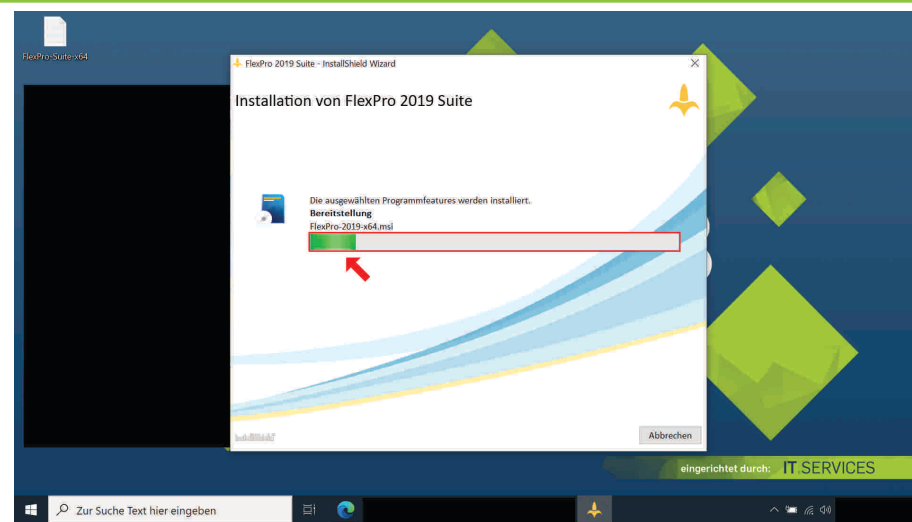 FlexPro-Suite-x64
FlexPro 2019 Suite - InstallShield Wizard
Installation von FlexPro 2019 Suite
Die ausgewählten Programmfeatures werden installiert.
Bereitstellung
FlexPro-2019-x64.msi
InstallShield
Abbrechen
eingerichtet durch: IT.SERVICES
Zur Suche Text hier eingeben